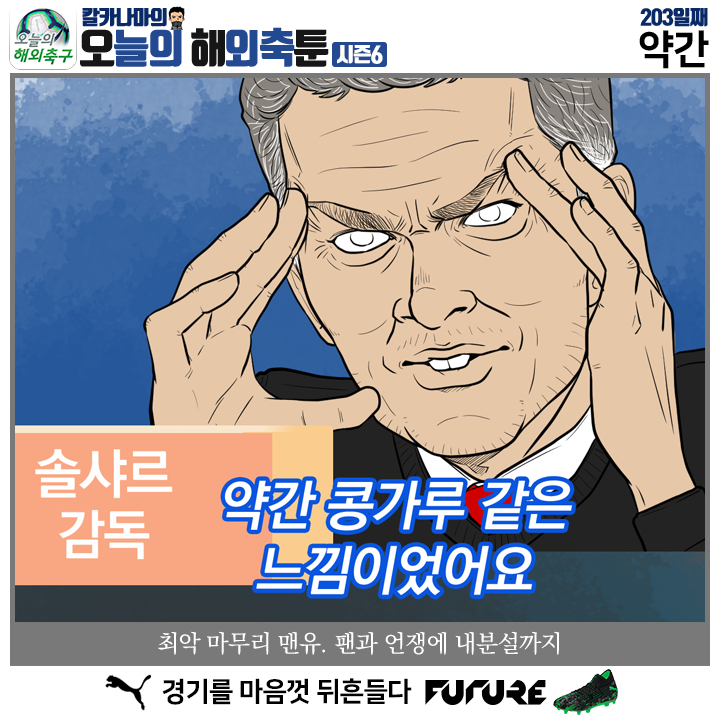 오늘의
해외축구
칼카나마의
오늘의 해외축툰
시즌6
203일째
약간
솔샤르
감독
약간 콩가루 같은
느낌이었어요
최악 마무리 맨유. 팬과 언쟁에 내분설까지
경기를 마음껏 뒤흔들다 FUTURE